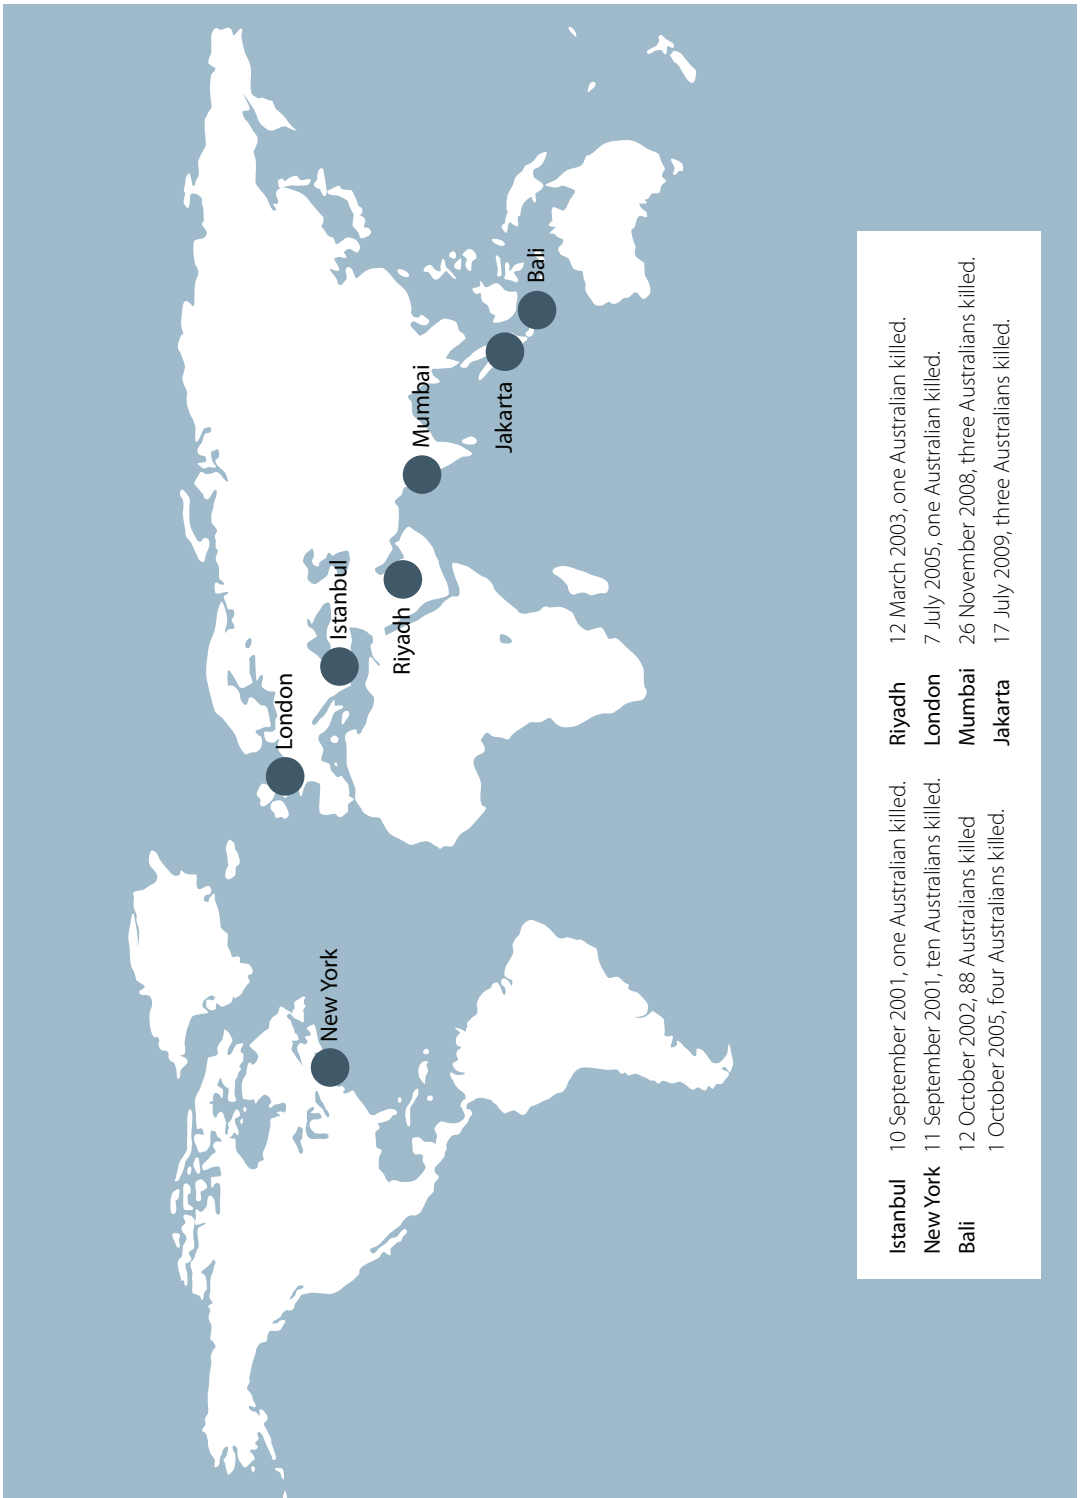 London
Istanbul
New York
Riyadh
Mumbai
Jakarta
Bali
Istanbul 10 September 2001, one Australian killed.
New York 11 September 2001, ten Australians killed.
Bali 12 October 2002, 88 Australians killed
1 October 2005, four Australians killed.
Riyadh 12 March 2003, one Australian killed.
London 7 July 2005, one Australian killed.
Mumbai 26 November 2008, three Australians killed.
Jakarta 17 July 2009, three Australians killed.